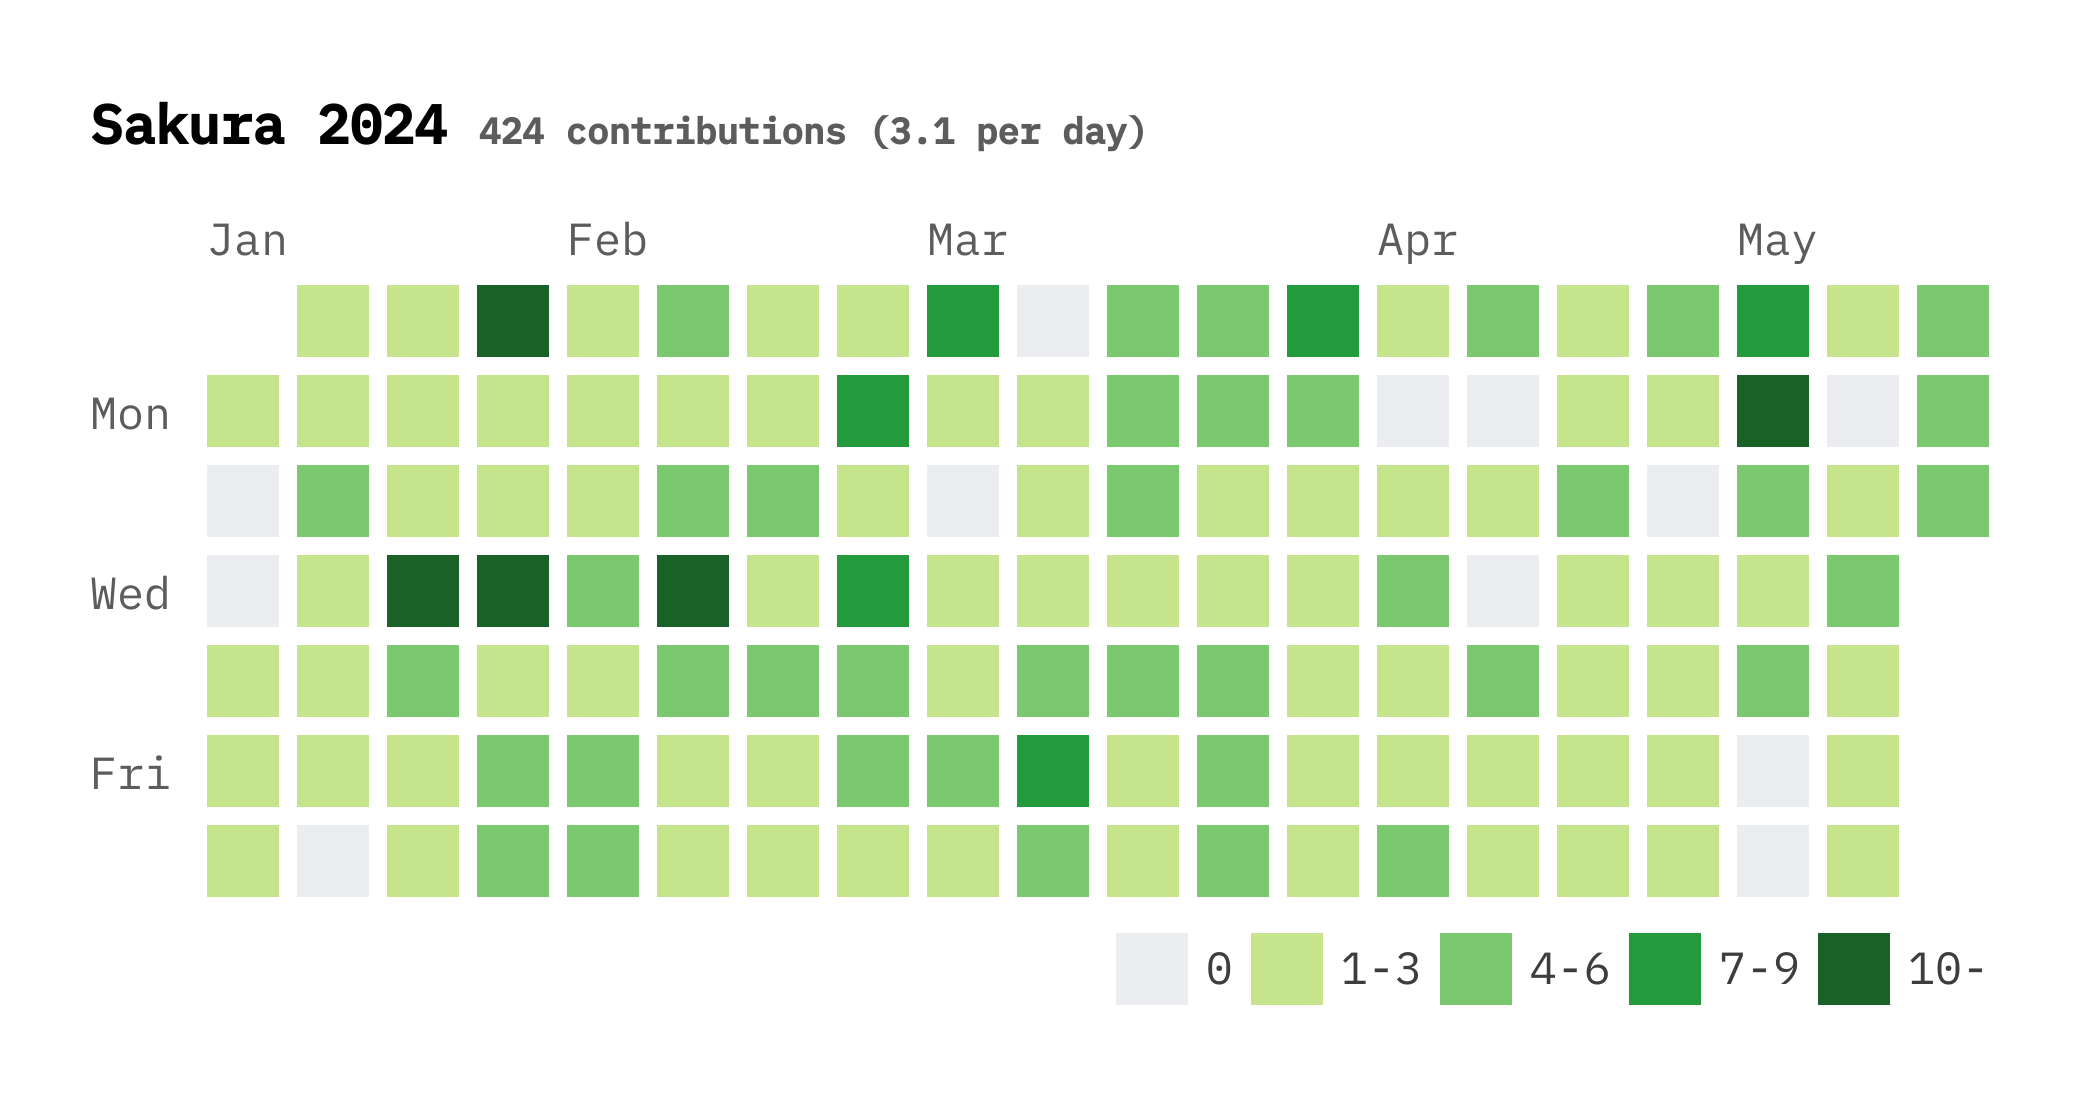 Sakura 2024 424 contributions (3.1 per day)
Jan Feb Mar Apr May
Mon
Wed
Fri
0 1-3 4-6 7-9 10-